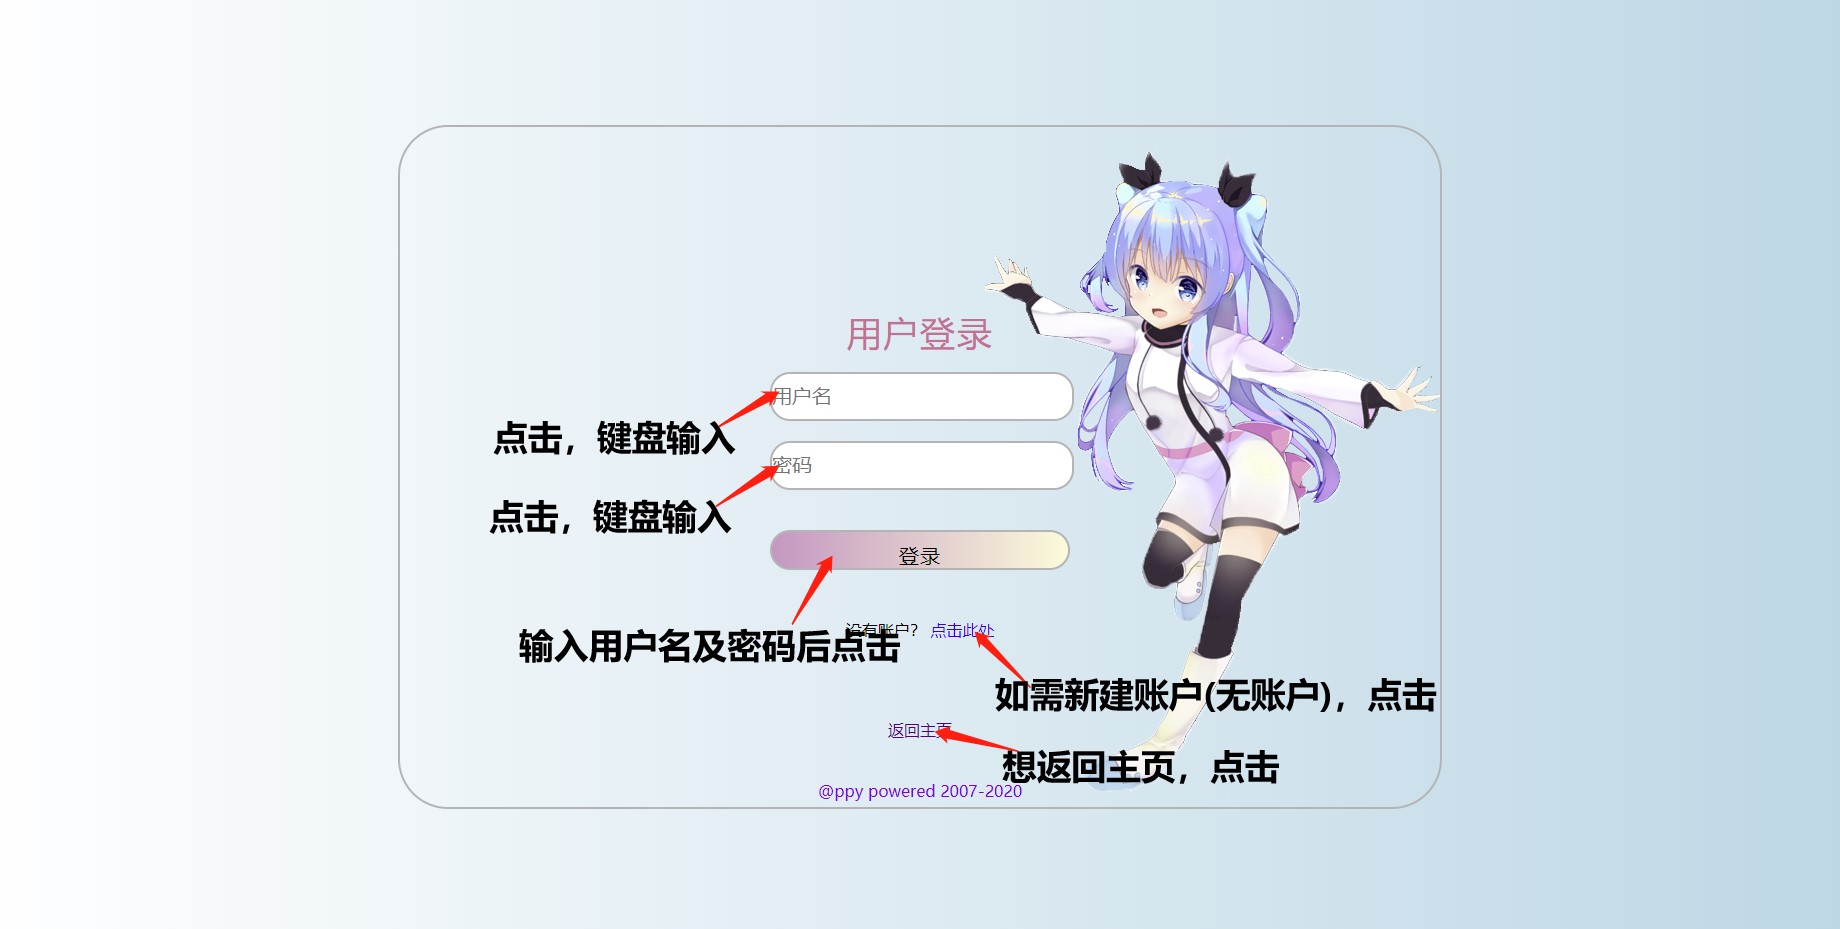 用户登录
用户名
点击，键盘输入
密码
点击，键盘输入
登录
没有账户？ 点击此处
输入用户名及密码后点击
如需新建账户(无账户)，点击
返回主页
想返回主页，点击
@ppy powered 2007-2020